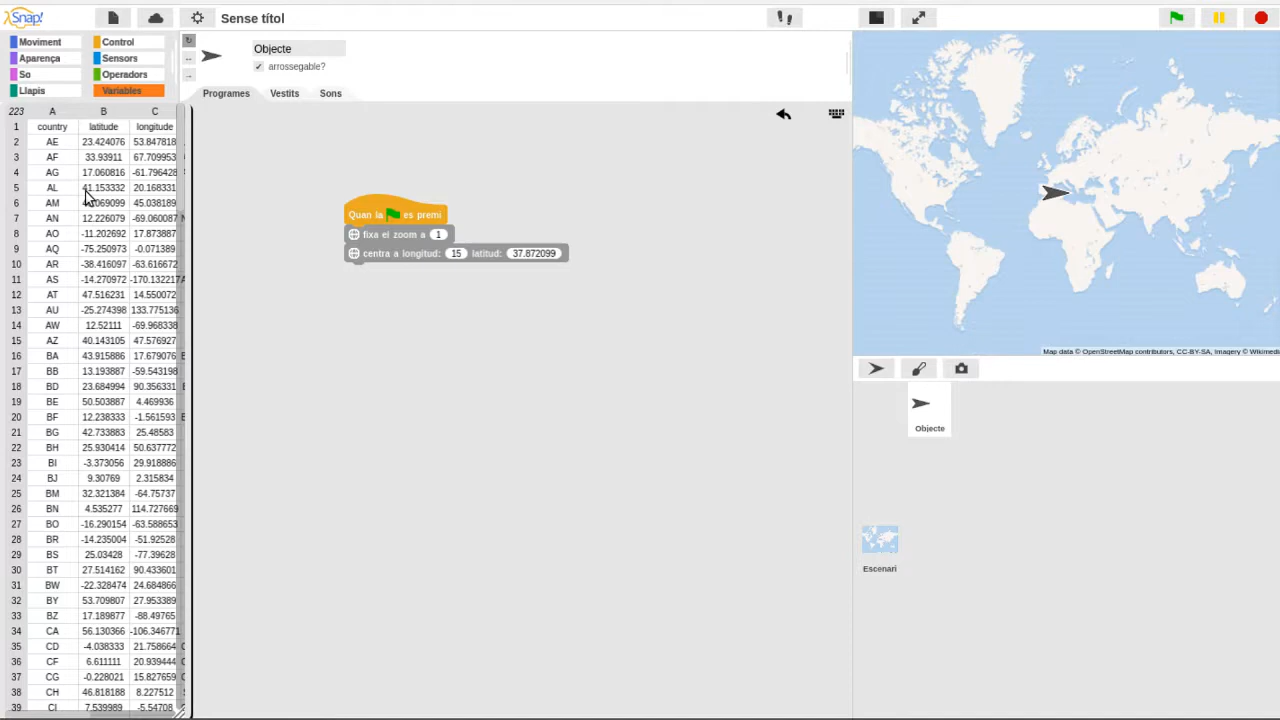 Snap!
Sense títol
Moviment
Control
Aparença
Sensors
So
Operadors
Llapis
Variables
Objecte
arrossegable?
Programes
Vestits
Sons
223 A B C
1 country latitude longitude
2 AE 23.424076 53.847818
3 AF 33.93911 67.709953
4 AG 17.060816 -61.796428
5 AL 41.153332 20.168331
6 AM 069099 45.038189
7 AN 12.226079 -69.060087
8 AO -11.202692 17.873887
9 AQ -75.250973 -0.071389
10 AR -38.416097 -63.616672
11 AS -14.270972 -170.132217
12 AT 47.516231 14.550072
13 AU -25.274398 133.775136
14 AW 12.52111 -69.968338
15 AZ 40.143105 47.576927
16 BA 43.915886 17.679076
17 BB 13.193887 -59.543198
18 BD 23.684994 90.356331
19 BE 50.503887 4.469936
20 BF 12.238333 -1.561593
21 BG 42.733883 25.48583
22 BH 25.930414 50.637772
23 BI -3.373056 29.918886
24 BJ 9.30769 2.315834
25 BM 32.321384 -64.75737
26 BN 4.535277 114.727669
27 BO -16.290154 -63.588653
28 BR -14.235004 -51.92528
29 BS 25.03428 -77.39628
30 BT 27.514162 90.433601
31 BW -22.328474 24.684866
32 BY 53.709807 27.953389
33 BZ 17.189877 -88.49765
34 CA 56.130366 -106.346771
35 CD -4.038333 21.758664
36 CF 6.611111 20.939444
37 CG -0.228021 15.827659
38 CH 46.818188 8.227512
39 CI 7.539989 -5.54708
Quan la es premi
fixa el zoom a 1
centra a longitud: 15 latitud: 37.872099
Map data © OpenStreetMap contributors, CC-BY-SA, Imagery © Wikimedi
Objecte
Escenari